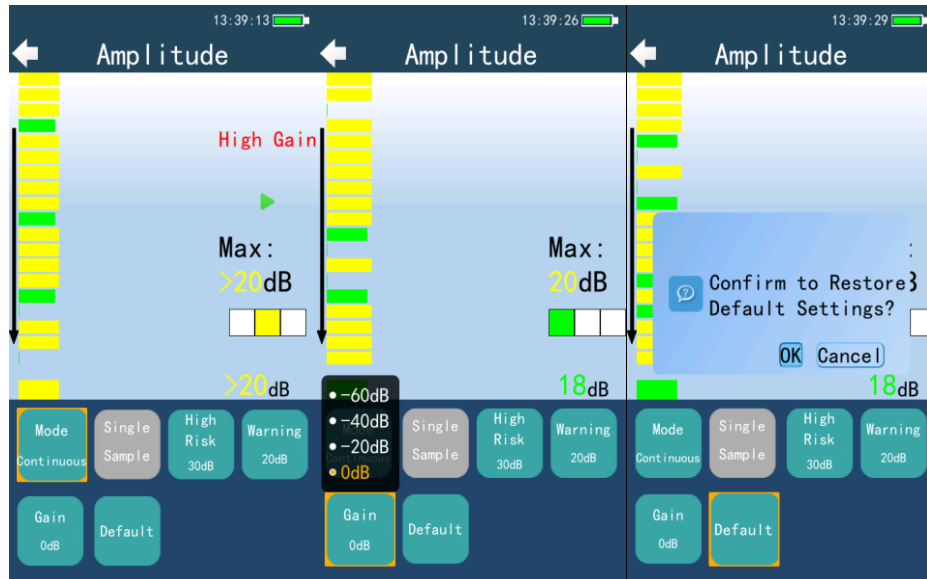 13:39:13
Amplitude
High Gain
Max:
>20dB
>20dB
Mode
Continuous
Single
Sample
High
Risk
30dB
Warning
20dB
Gain
0dB
Default
13:39:26
Amplitude
Max:
20dB
18dB
-60dB
-40dB
-20dB
0dB
Single
Sample
High
Risk
30dB
Warning
20dB
Gain
0dB
Default
13:39:29
Amplitude
Confirm to Restore
Default Settings?
OK Cancel
18dB
Mode
Continuous
Single
Sample
High
Risk
30dB
Warning
20dB
Gain
0dB
Default